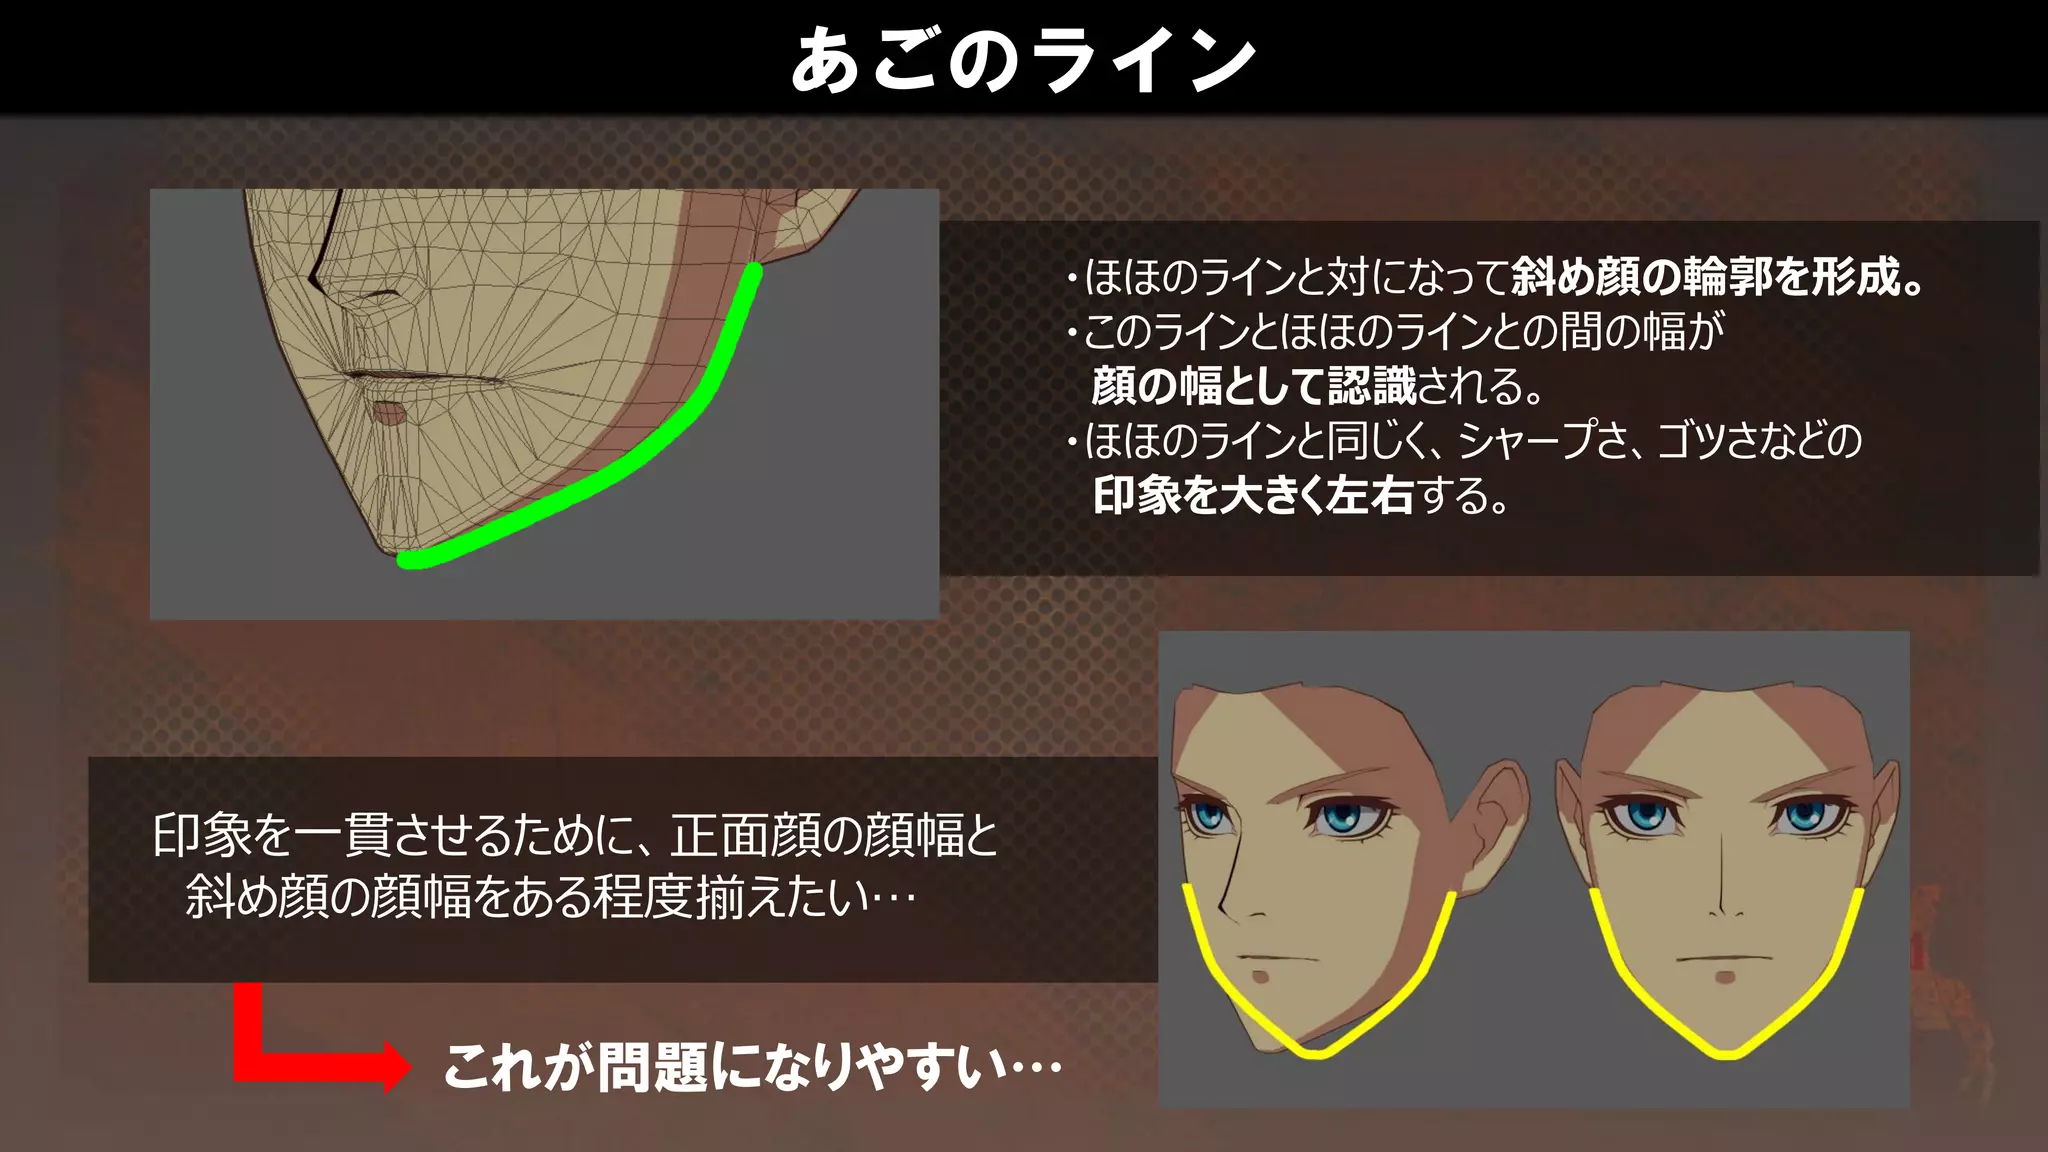 あごのライン
・ほほのラインと対になって斜め顔の輪郭を形成。
・このラインとほほのラインとの間の幅が
顔の幅として認識される。
・ほほのラインと同じく、シャープさ、ゴツさなどの
印象を大きく左右する。
印象を一貫させるために、正面顔の顔幅と
斜め顔の顔幅をある程度揃えたい…
これが問題になりやすい…